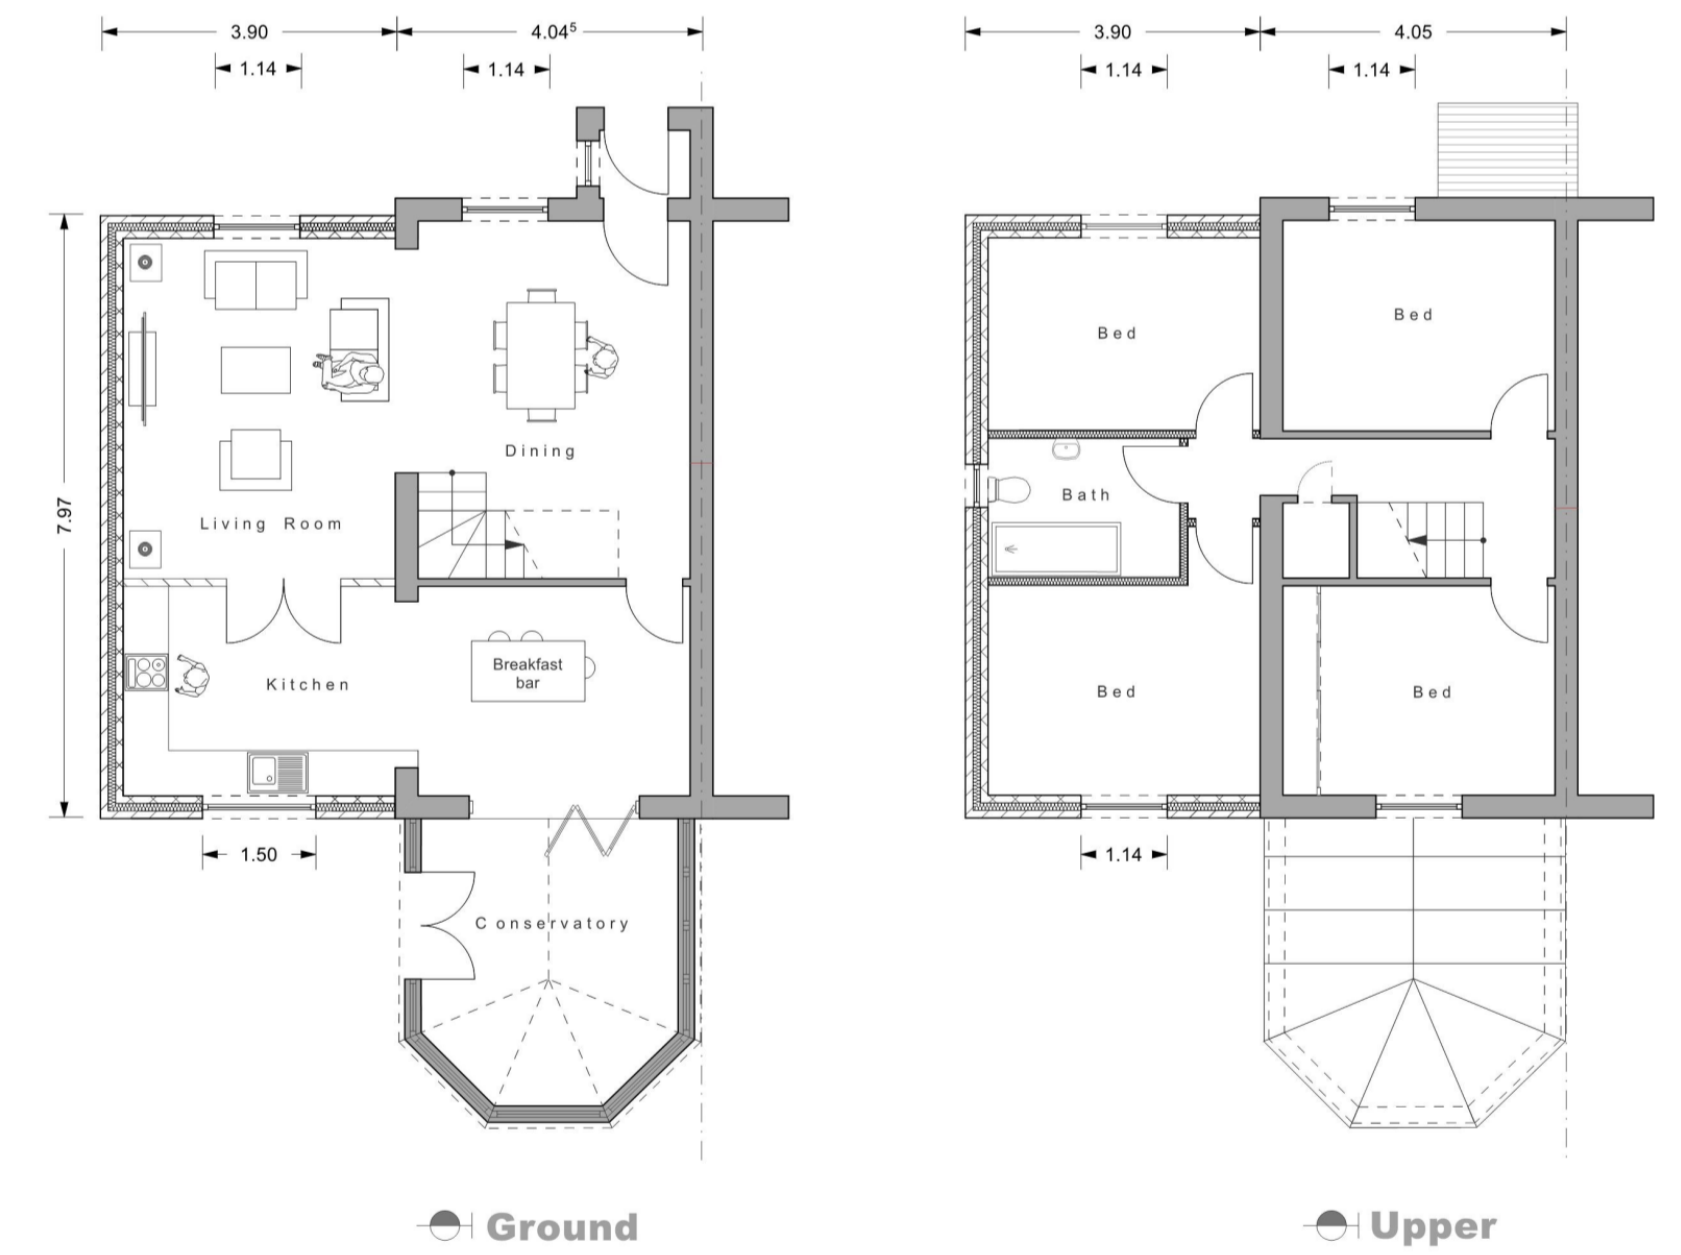 3.90 4.04⁵
1.14 1.14
3.90 4.05
1.14 1.14
7.97
Living Room
Dining
Kitchen
Breakfast
bar
1.50
Conservatory
Bed
Bed
Bath
Bed
Bed
1.14
Ground
Upper